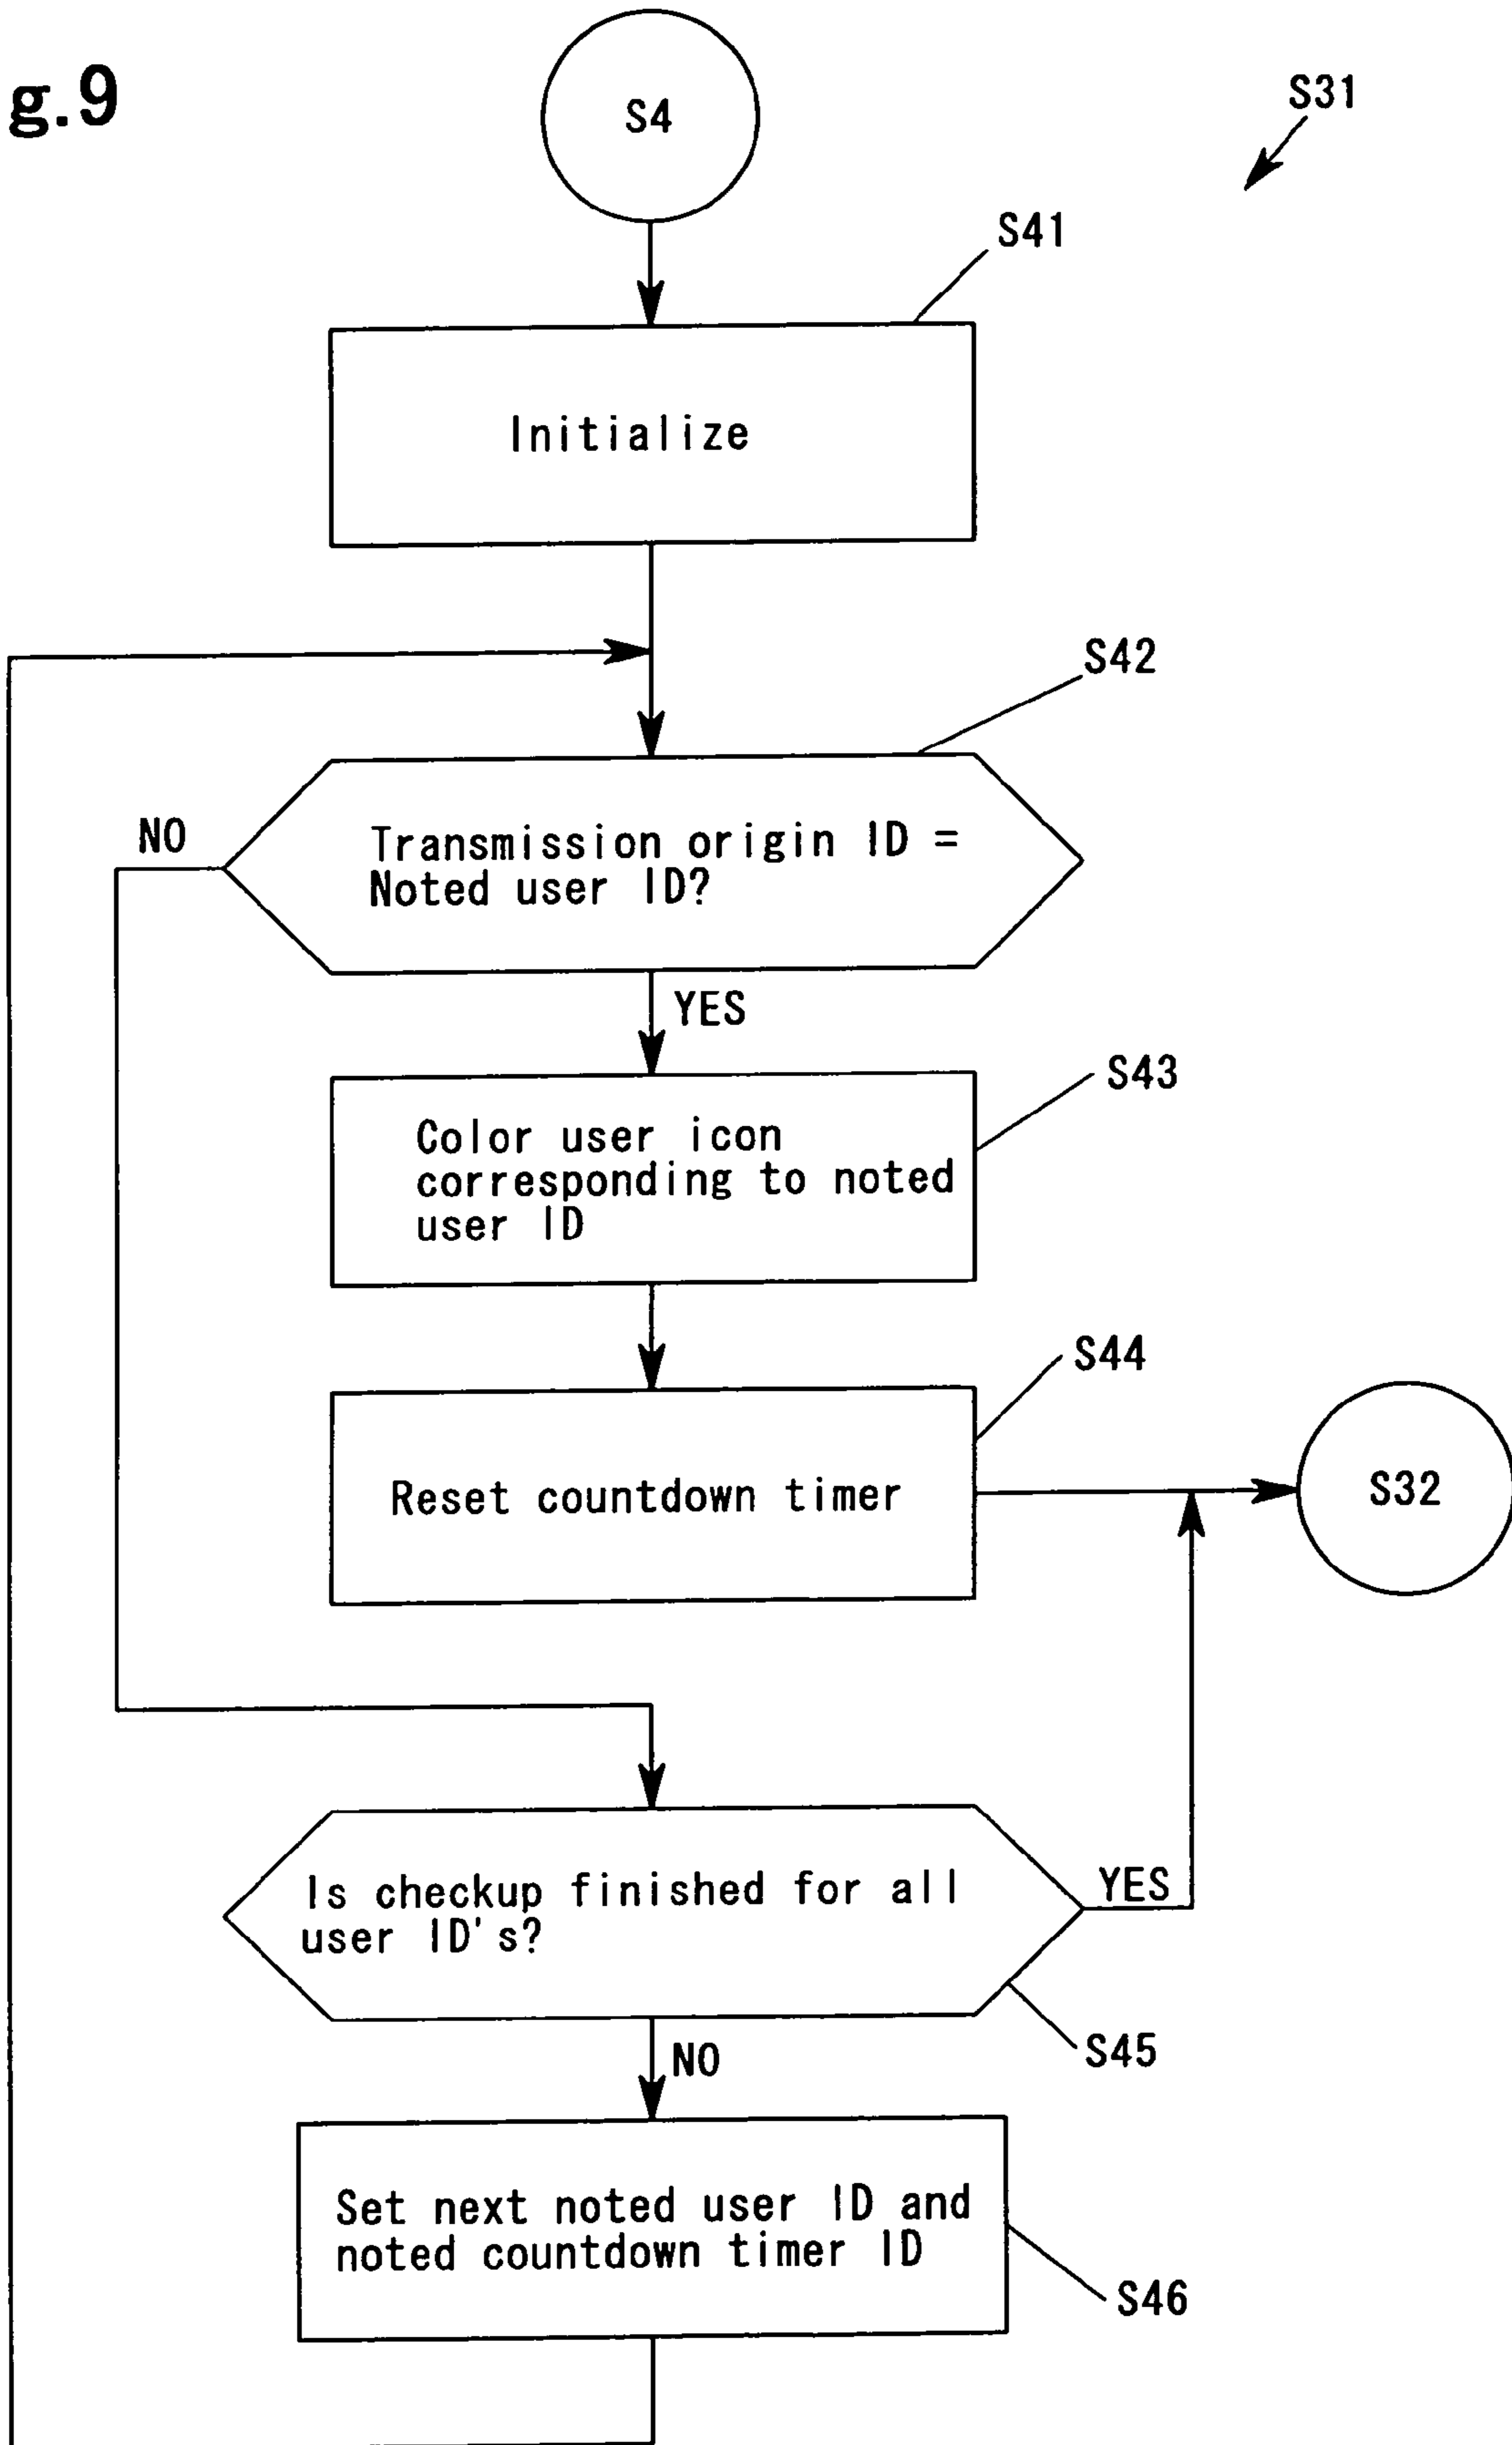 g.9
S4
S31
S41
Initialize
S42
NO
Transmission origin ID =
Noted user ID?
YES
S43
Color user icon
corresponding to noted
user ID
S44
Reset countdown timer
S32
Is checkup finished for all
user ID's?
YES
S45
NO
Set next noted user ID and
noted countdown timer ID
S46